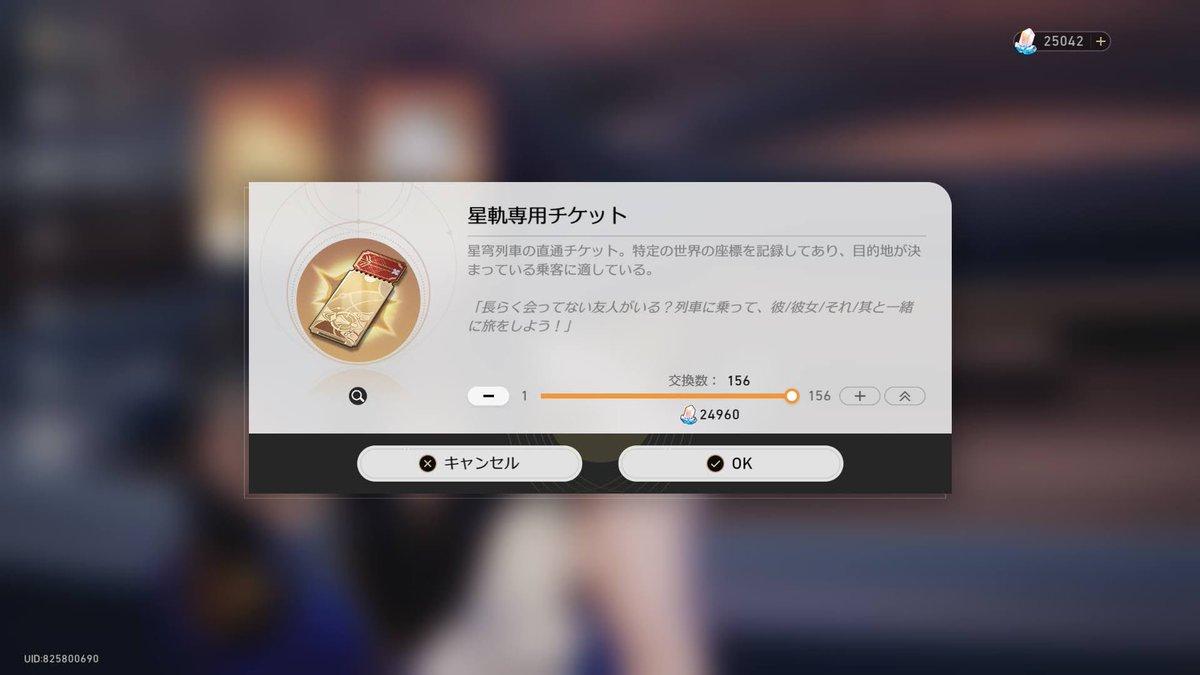 25042 +
星軌専用チケット
星穹列車の直通チケット。特定の世界の座標を記録してあり、目的地が決
まっている乗客に適している。
「長らく会ってない友人がいる？列車に乗って、彼/彼女/それ/其と一緒
に旅をしよう！」
交換数： 156
1 156
24960
キャンセル
OK
UID:825800690